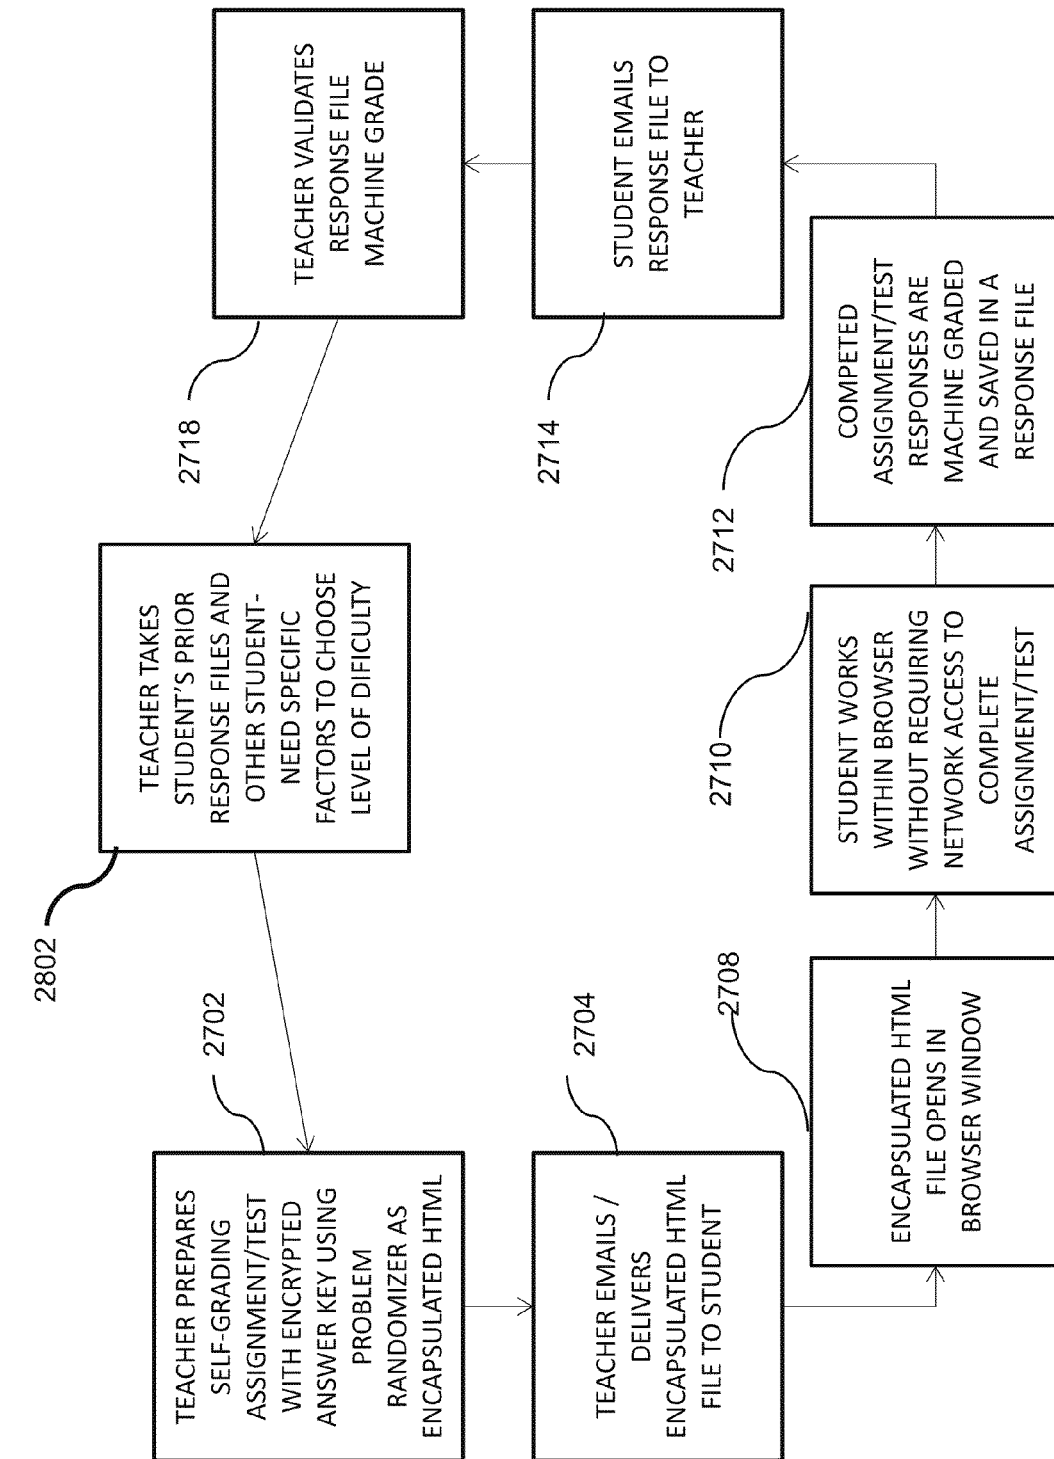 TEACHER PREPARES
SELF-GRADING
ASSIGNMENT/TEST
WITH ENCRYPTED
ANSWER KEY USING
PROBLEM
RANDOMIZER AS
ENCAPSULATED HTML
2702
TEACHER EMAILS /
DELIVERS
ENCAPSULATED HTML
FILE TO STUDENT
2704
ENCAPSULATED HTML
FILE OPENS IN
BROWSER WINDOW
2708
STUDENT WORKS
WITHIN BROWSER
WITHOUT REQUIRING
NETWORK ACCESS TO
COMPLETE
ASSIGNMENT/TEST
2710
COMPETED
ASSIGNMENT/TEST
RESPONSES ARE
MACHINE GRADED
AND SAVED IN A
RESPONSE FILE
2712
STUDENT EMAILS
RESPONSE FILE TO
TEACHER
2714
TEACHER VALIDATES
RESPONSE FILE
MACHINE GRADE
2718
TEACHER TAKES
STUDENT'S PRIOR
RESPONSE FILES AND
OTHER STUDENT-
NEED SPECIFIC
FACTORS TO CHOOSE
LEVEL OF DIFICULTY
2802